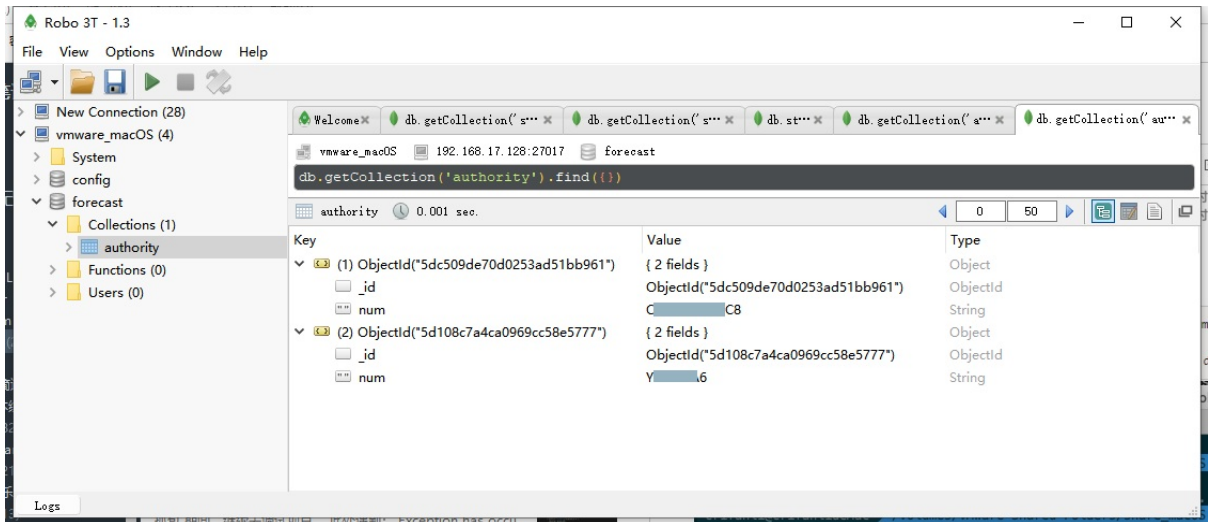 Robo 3T - 1.3
File View Options Window Help
New Connection (28)
vmware_macOS (4)
System
config
forecast
Collections (1)
authority
Functions (0)
Users (0)
Welcome db.getCollection('s··· db.getCollection('s··· db.st··· db.getCollection('a··· db.getCollection('au···
vmware_macOS 192.168.17.128:27017 forecast
db.getCollection('authority').find({})
authority 0.001 sec. 0 50
Key Value Type
(1) ObjectId("5dc509de70d0253ad51bb961") { 2 fields } Object
_id ObjectId("5dc509de70d0253ad51bb961") ObjectId
num C C8 String
(2) ObjectId("5d108c7a4ca0969cc58e5777") { 2 fields } Object
_id ObjectId("5d108c7a4ca0969cc58e5777") ObjectId
num Y 6 String
Logs